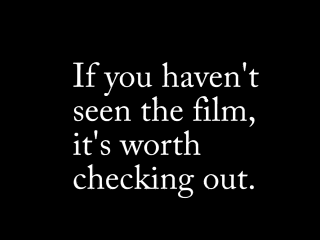 If you haven't
seen the film,
it's worth
checking out.